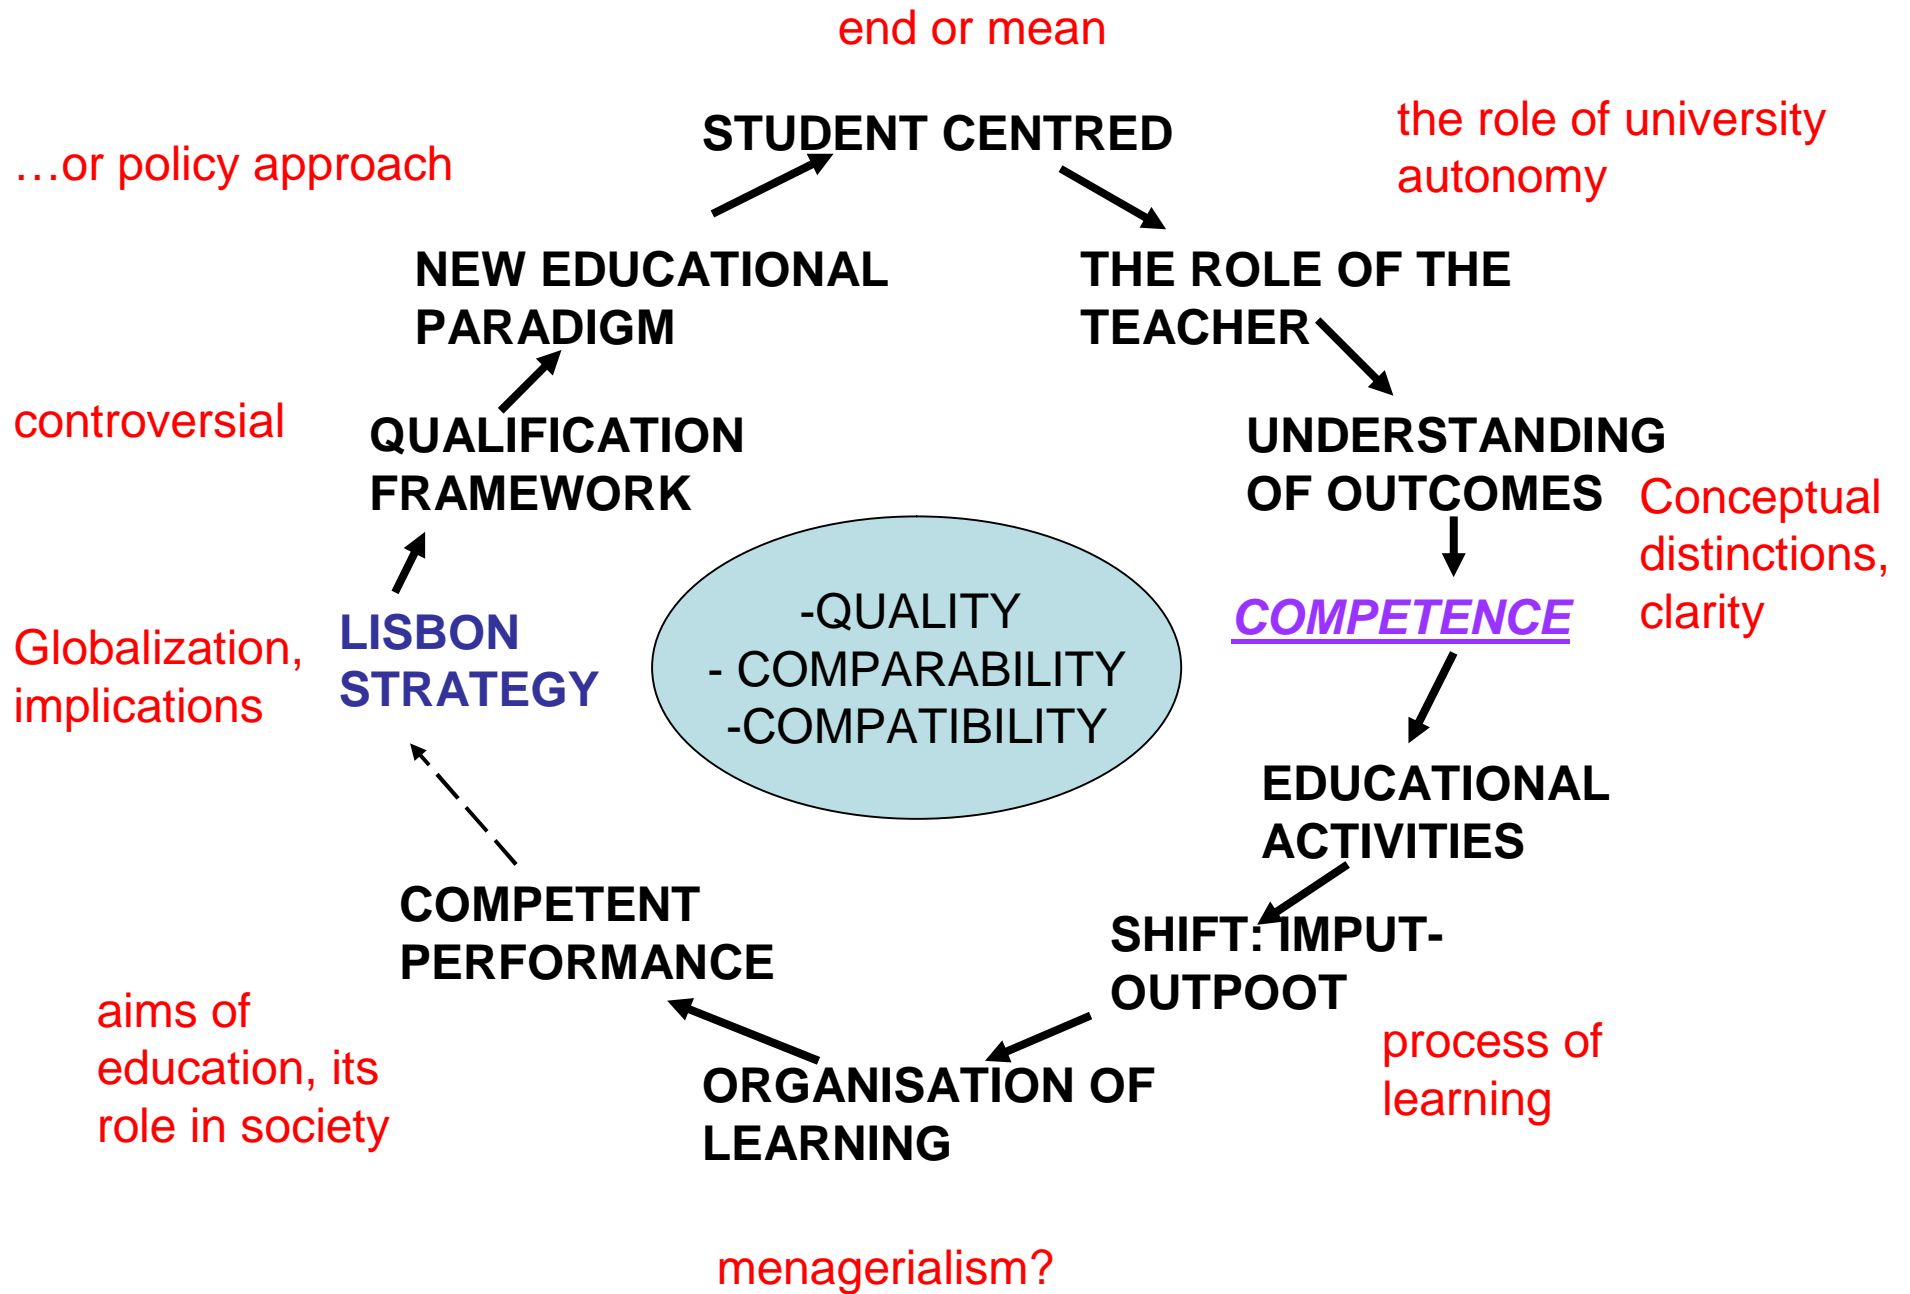 end or mean
STUDENT CENTRED
the role of university
autonomy
…or policy approach
NEW EDUCATIONAL
PARADIGM
THE ROLE OF THE
TEACHER
controversial
QUALIFICATION
FRAMEWORK
UNDERSTANDING
OF OUTCOMES
Conceptual
distinctions,
clarity
Globalization,
implications
LISBON
STRATEGY
-QUALITY
- COMPARABILITY
-COMPATIBILITY
COMPETENCE
EDUCATIONAL
ACTIVITIES
COMPETENT
PERFORMANCE
SHIFT: IMPUT-
OUTPOOT
aims of
education, its
role in society
ORGANISATION OF
LEARNING
process of
learning
menagerialism?